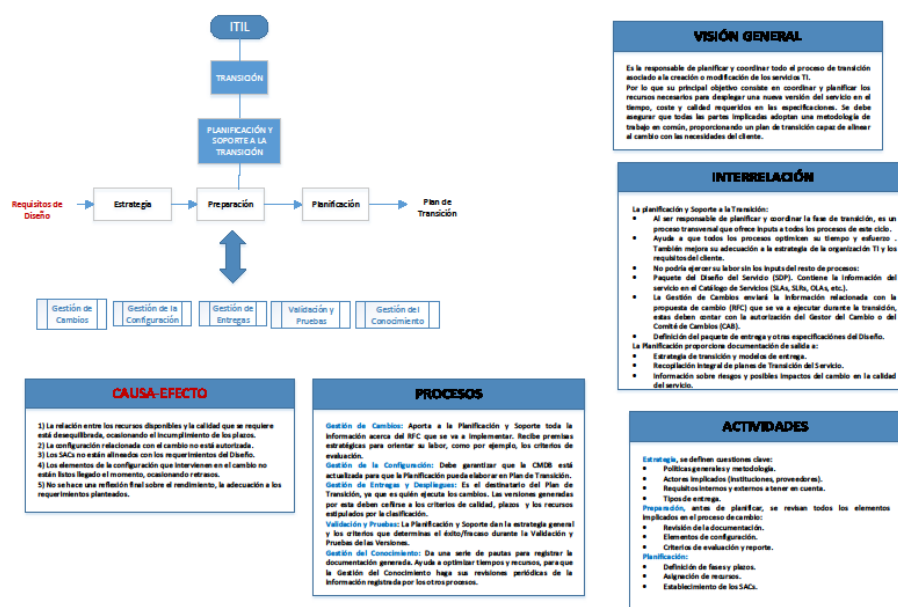 ITIL
TRANSICIÓN
PLANIFICACIÓN Y
SOPORTE A LA
TRANSICIÓN
Requisitos de
Diseño
Estrategia
Preparación
Planificación
Plan de
Transición
Gestión de
Cambios
Gestión de la
Configuración
Gestión de
Entregas
Validación y
Pruebas
Gestión del
Conocimiento
VISIÓN GENERAL
Es la responsable de planificar y coordinar todo el proceso de transición
asociado a la creación o modificación de los servicios TI.
Por lo que su principal objetivo consiste en coordinar y planificar los
recursos necesarios para desplegar una nueva versión del servicio en el
tiempo, coste y calidad requeridos en las especificaciones. Se debe
asegurar que todas las partes implicadas adoptan una metodología de
trabajo en común, proporcionando un plan de transición capaz de alinear
al cambio con las necesidades del cliente.
INTERRELACIÓN
La planificación y Soporte a la Transición:
• Al ser responsable de planificar y coordinar la fase de transición, es un
proceso transversal que ofrece inputs a todos los procesos de este ciclo.
• Ayuda a que todos los procesos optimicen su tiempo y esfuerzo .
También mejora su adecuación a la estrategia de la organización TI y los
requisitos del cliente.
• No podría ejercer su labor sin los inputs del resto de procesos:
• Paquete del Diseño del Servicio (SDP). Contiene la información del
servicio en el Catálogo de Servicios (SLAs, SLRs, OLAs, etc.).
• La Gestión de Cambios enviará la información relacionada con la
propuesta de cambio (RFC) que se va a ejecutar durante la transición,
estas deben contar con la autorización del Gestor del Cambio o del
Comité de Cambios (CAB).
• Definición del paquete de entrega y otras especificaciones del Diseño.
La Planificación proporciona documentación de salida a:
• Estrategia de transición y modelos de entrega.
• Recopilación integral de planes de Transición del Servicio.
• Información sobre riesgos y posibles impactos del cambio en la calidad
del servicio.
CAUSA-EFECTO
1) La relación entre los recursos disponibles y la calidad que se requiere
está desequilibrada, ocasionando el incumplimiento de los plazos.
2) La configuración relacionada con el cambio no está autorizada.
3) Los SACs no están alineados con los requerimientos del Diseño.
4) Los elementos de la configuración que intervienen en el cambio no
están listos llegado el momento, ocasionando retrasos.
5) No se hace una reflexión final sobre el rendimiento, la adecuación a los
requerimientos planteados.
PROCESOS
Gestión de Cambios: Aporta a la Planificación y Soporte toda la
información acerca del RFC que se va a implementar. Recibe premisas
estratégicas para orientar su labor, como por ejemplo, los criterios de
evaluación.
Gestión de la Configuración: Debe garantizar que la CMDB está
actualizada para que la Planificación pueda elaborar en Plan de Transición.
Gestión de Entregas y Despliegues: Es el destinatario del Plan de
Transición, ya que es quién ejecuta los cambios. Las versiones generadas
por esta deben ceñirse a los criterios de calidad, plazos y los recursos
estipulados por la clasificación.
Validación y Pruebas: La Planificación y Soporte dan la estrategia general
y los criterios que determinas el éxito/fracaso durante la Validación y
Pruebas de las Versiones.
Gestión del Conocimiento: Da una serie de pautas para registrar la
documentación generada. Ayuda a optimizar tiempos y recursos, para que
la Gestión del Conocimiento haga sus revisiones periódicas de la
información registrada por los otros procesos.
ACTIVIDADES
Estrategia, se definen cuestiones clave:
• Políticas generales y metodología.
• Actores implicados (instituciones, proveedores).
• Requisitos internos y externos a tener en cuenta.
• Tipos de entrega.
Preparación, antes de planificar, se revisan todos los elementos
implicados en el proceso de cambio:
• Revisión de la documentación.
• Elementos de configuración.
• Criterios de evaluación y reporte.
Planificación:
• Definición de fases y plazos.
• Asignación de recursos.
• Establecimiento de los SACs.